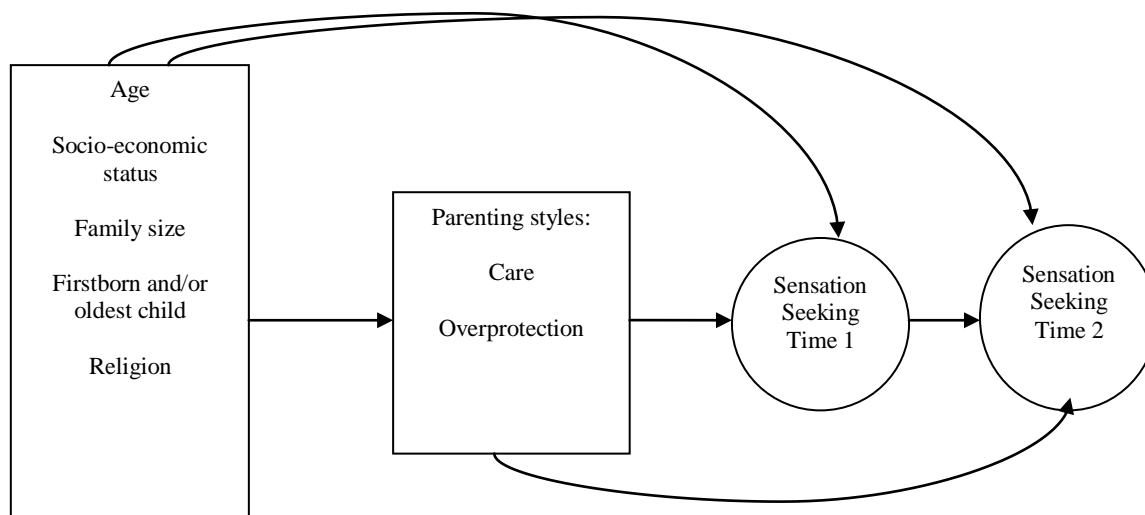 Age
Socio-economic
status
Family size
Firstborn and/or
oldest child
Religion
Parenting styles:
Care
Overprotection
Sensation
Seeking
Time 1
Sensation
Seeking
Time 2